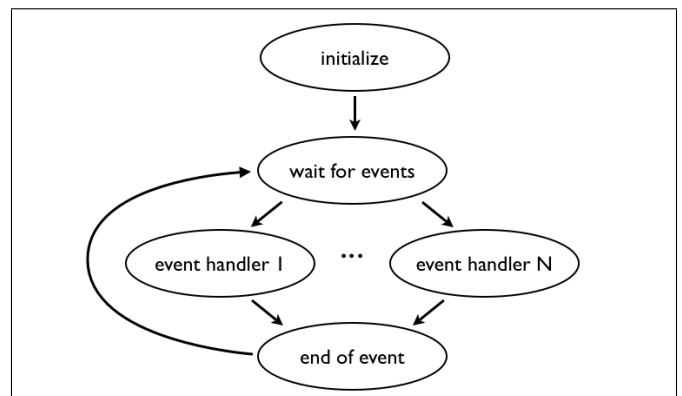 initialize
wait for events
event handler 1
...
event handler N
end of event